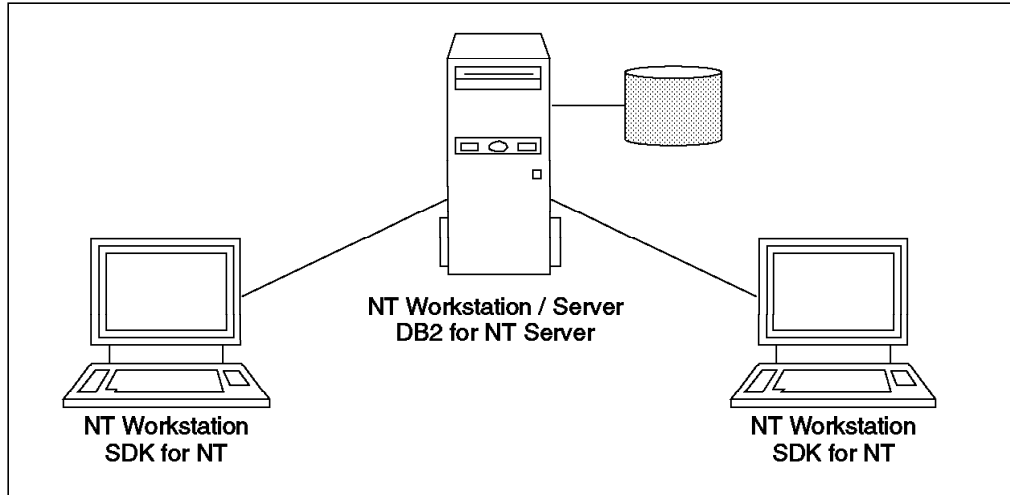 NT Workstation / Server
DB2 for NT Server
NT Workstation
SDK for NT
NT Workstation
SDK for NT